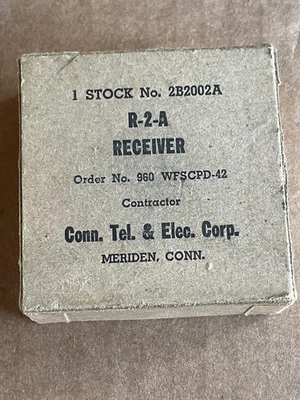 1 STOCK No. 2B2002A
R-2-A
RECEIVER
Order No. 960 WFSCPD-42
Contractor
Conn. Tel. & Elec. Corp.
MERIDEN, CONN.